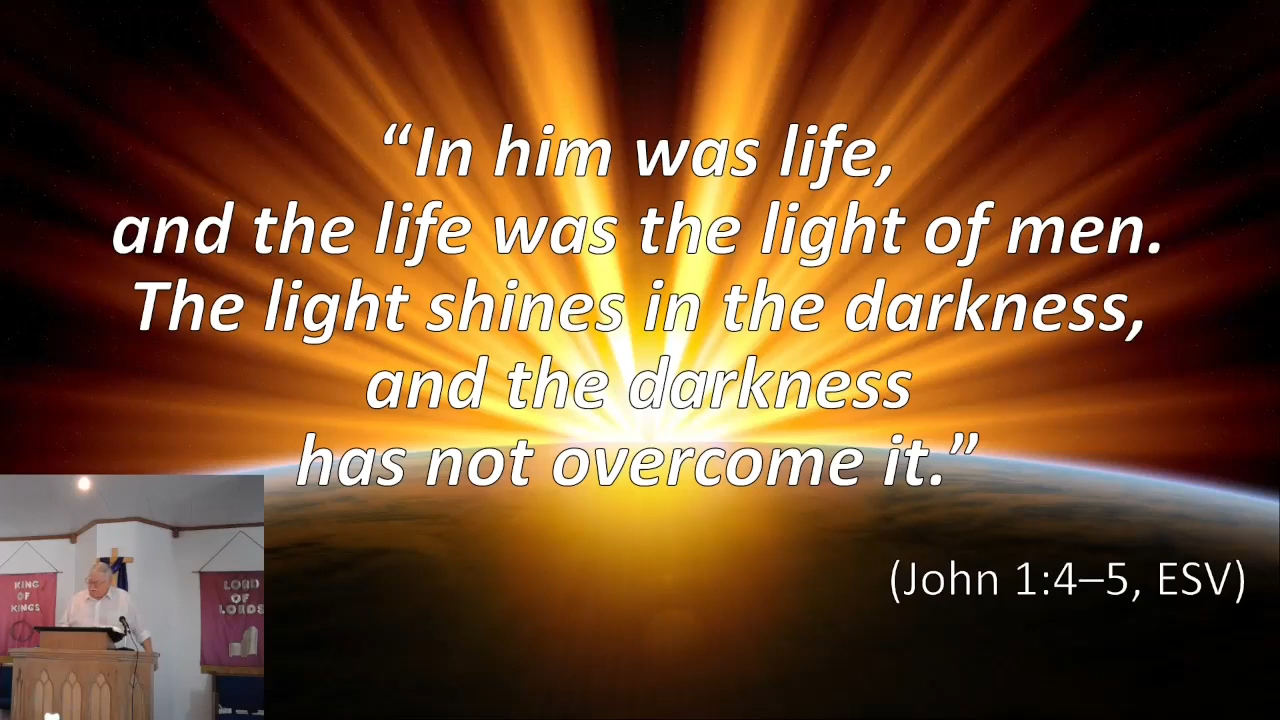 “In him was life,
and the life was the light of men.
The light shines in the darkness,
and the darkness
has not overcome it.”
(John 1:4–5, ESV)
KING
OF
KINGS
LORD
OF
LORDS